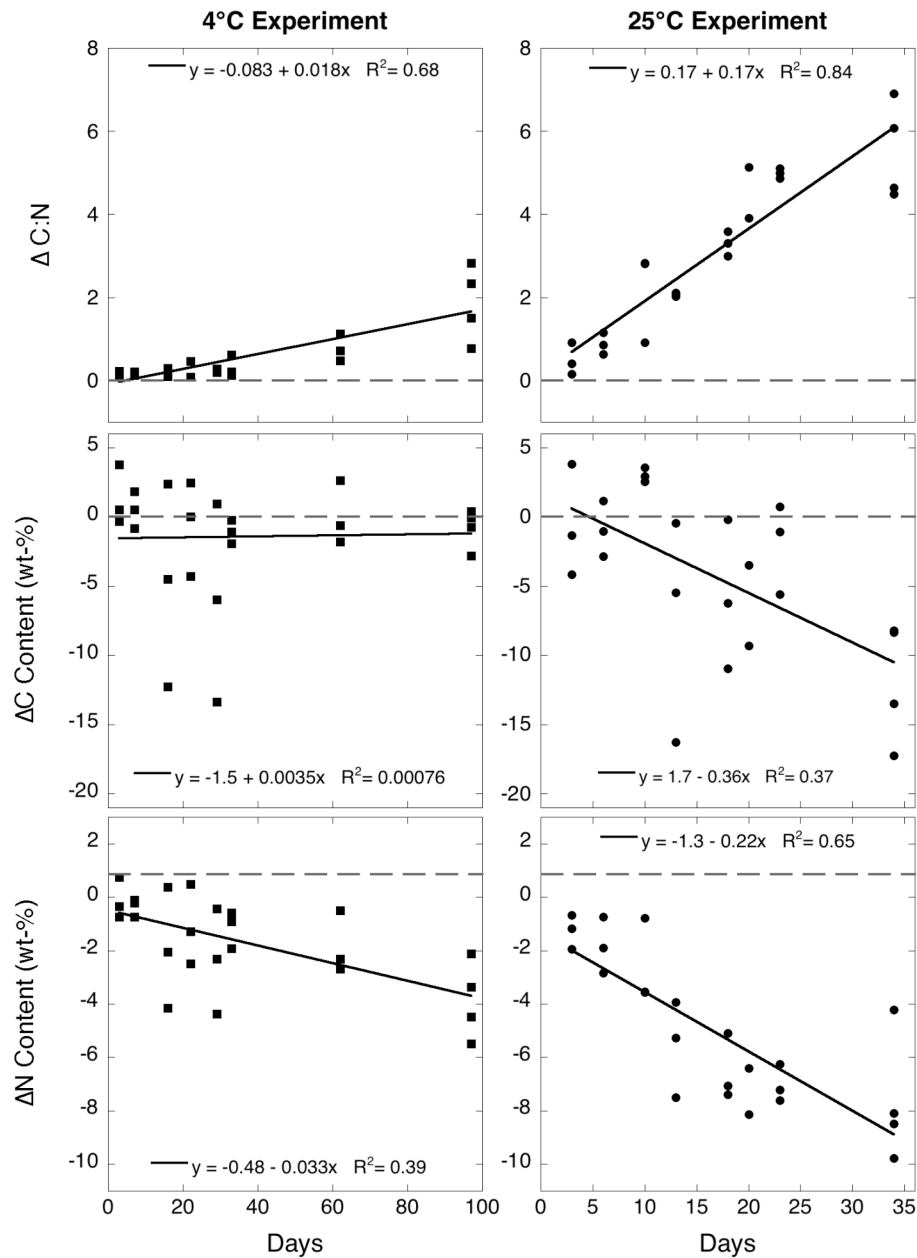 4°C Experiment
25°C Experiment
Δ C:N
8
6
4
2
0
y = -0.083 + 0.018x R²= 0.68
y = 0.17 + 0.17x R²= 0.84
ΔC Content (wt-%)
5
0
-5
-10
-15
-20
y = -1.5 + 0.0035x R²= 0.00076
5
0
-5
-10
-15
-20
y = 1.7 - 0.36x R²= 0.37
ΔN Content (wt-%)
2
0
-2
-4
-6
-8
-10
y = -0.48 - 0.033x R²= 0.39
2
0
-2
-4
-6
-8
-10
y = -1.3 - 0.22x R²= 0.65
0 20 40 60 80 100
0 5 10 15 20 25 30 35
Days
Days